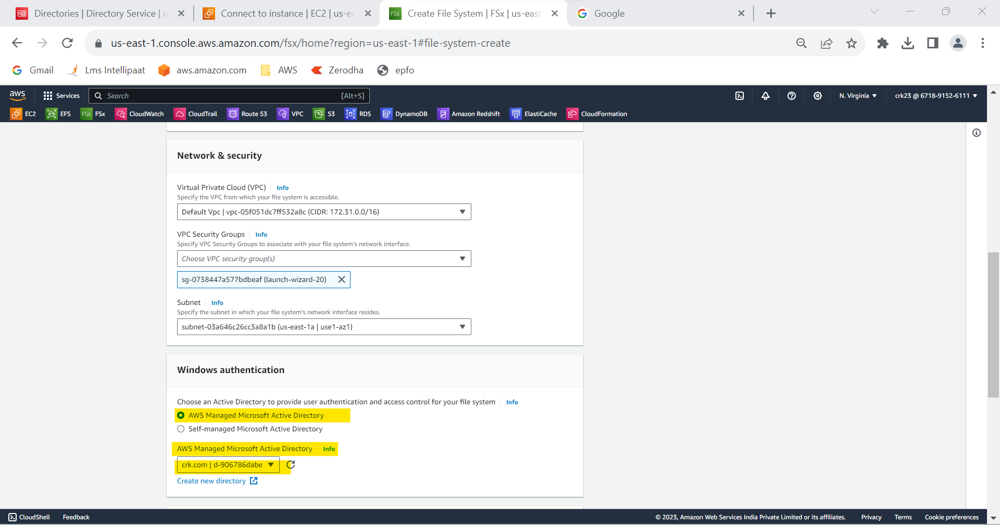 Directories | Directory Service | u
Connect to instance | EC2 | us-ea
FSx
Create File System | FSx | us-east
Google
us-east-1.console.aws.amazon.com/fsx/home?region=us-east-1#file-system-create
Gmail
Lms Intellipaat
aws.amazon.com
AWS
Zerodha
epfo
aws
Services
Search
[Alt+S]
N. Virginia
crk23 @ 6718-9152-6111
EC2
EFS
FSx
FSx
CloudWatch
CloudTrail
Route 53
VPC
S3
RDS
DynamoDB
Amazon Redshift
ElastiCache
CloudFormation
Network & security
Virtual Private Cloud (VPC) Info
Specify the VPC from which your file system is accessible.
Default Vpc | vpc-05f051dc7ff532a8c (CIDR: 172.31.0.0/16)
VPC Security Groups Info
Specify VPC Security Groups to associate with your file system's network interface.
Choose VPC security group(s)
sg-0738447a577bdbeaf (launch-wizard-20)
Subnet Info
Specify the subnet in which your file system's network interface resides.
subnet-03a646c26cc3a8a1b (us-east-1a | use1-az1)
Windows authentication
Choose an Active Directory to provide user authentication and access control for your file system Info
AWS Managed Microsoft Active Directory
Self-managed Microsoft Active Directory
AWS Managed Microsoft Active Directory Info
crk.com | d-906786dabe
Create new directory
CloudShell
Feedback
© 2023, Amazon Web Services India Private Limited or its affiliates.
Privacy
Terms
Cookie preferences